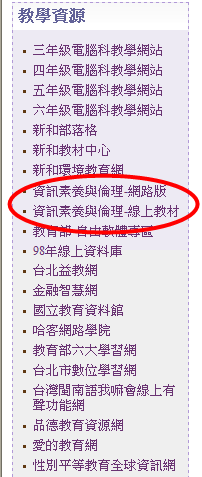 教學資源
三年級電腦科教學網站
四年級電腦科教學網站
五年級電腦科教學網站
六年級電腦科教學網站
新和部落格
新和教材中心
新和環境教育網
資訊素養與倫理-網路版
資訊素養與倫理-線上教材
教育部-自由軟體專區
98年線上資料庫
台北益教網
金融智慧網
國立教育資料館
哈客網路學院
教育部六大學習網
台北市數位學習網
台灣閩南語我嘛會線上有
聲功能網
品德教育資源網
愛的教育網
性別平等教育全球資訊網